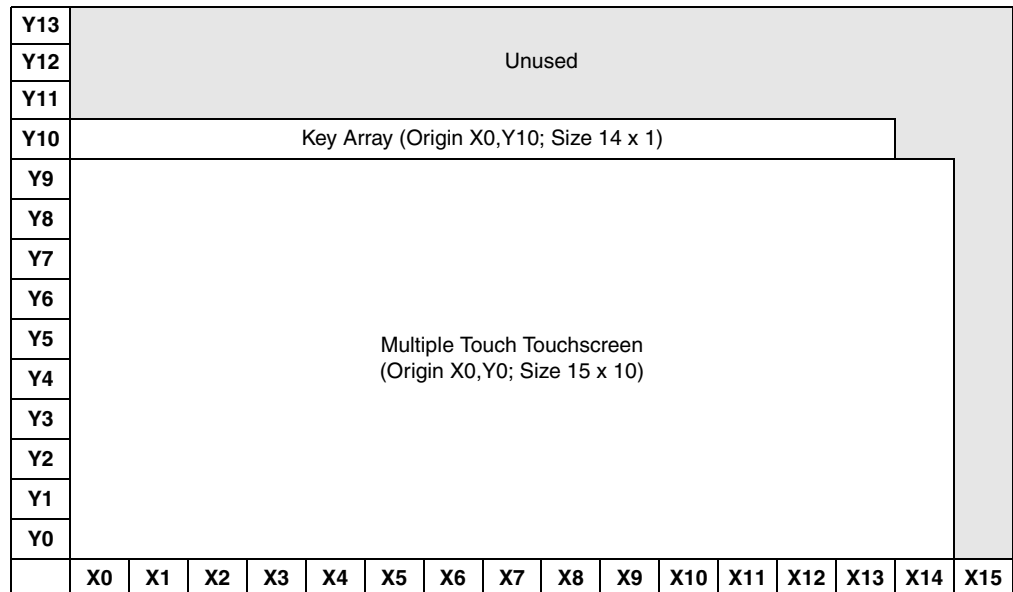 Y13
Y12 Unused
Y11
Y10 Key Array (Origin X0,Y10; Size 14 x 1)
Y9
Y8
Y7
Y6
Y5 Multiple Touch Touchscreen
Y4 (Origin X0,Y0; Size 15 x 10)
Y3
Y2
Y1
Y0
X0 X1 X2 X3 X4 X5 X6 X7 X8 X9 X10 X11 X12 X13 X14 X15